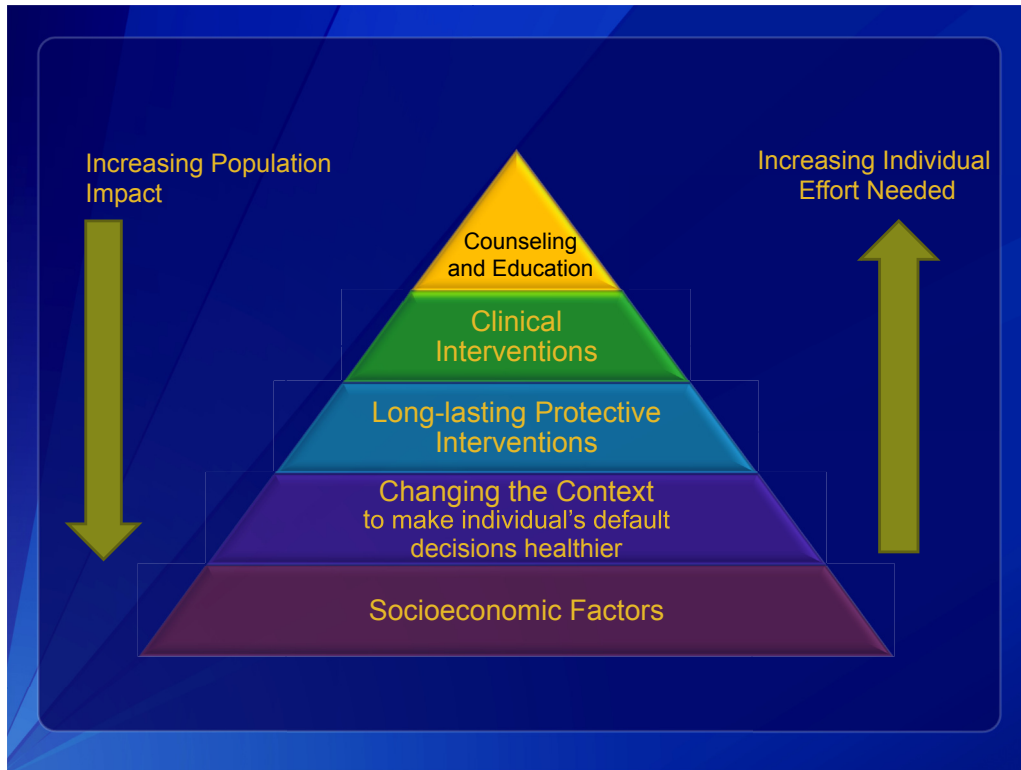 Increasing Population
Impact
Increasing Individual
Effort Needed
Counseling
and Education
Clinical
Interventions
Long-lasting Protective
Interventions
Changing the Context
to make individual's default
decisions healthier
Socioeconomic Factors